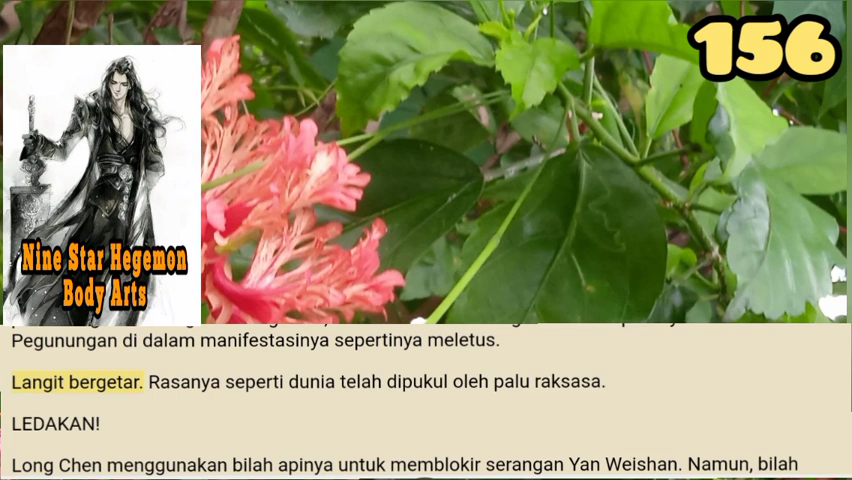 156
Nine Star Hegemon
Body Arts
Pegunungan di dalam manifestasinya sepertinya meletus.
Langit bergetar. Rasanya seperti dunia telah dipukul oleh palu raksasa.
LEDAKAN!
Long Chen menggunakan bilah apinya untuk memblokir serangan Yan Weishan. Namun, bilah